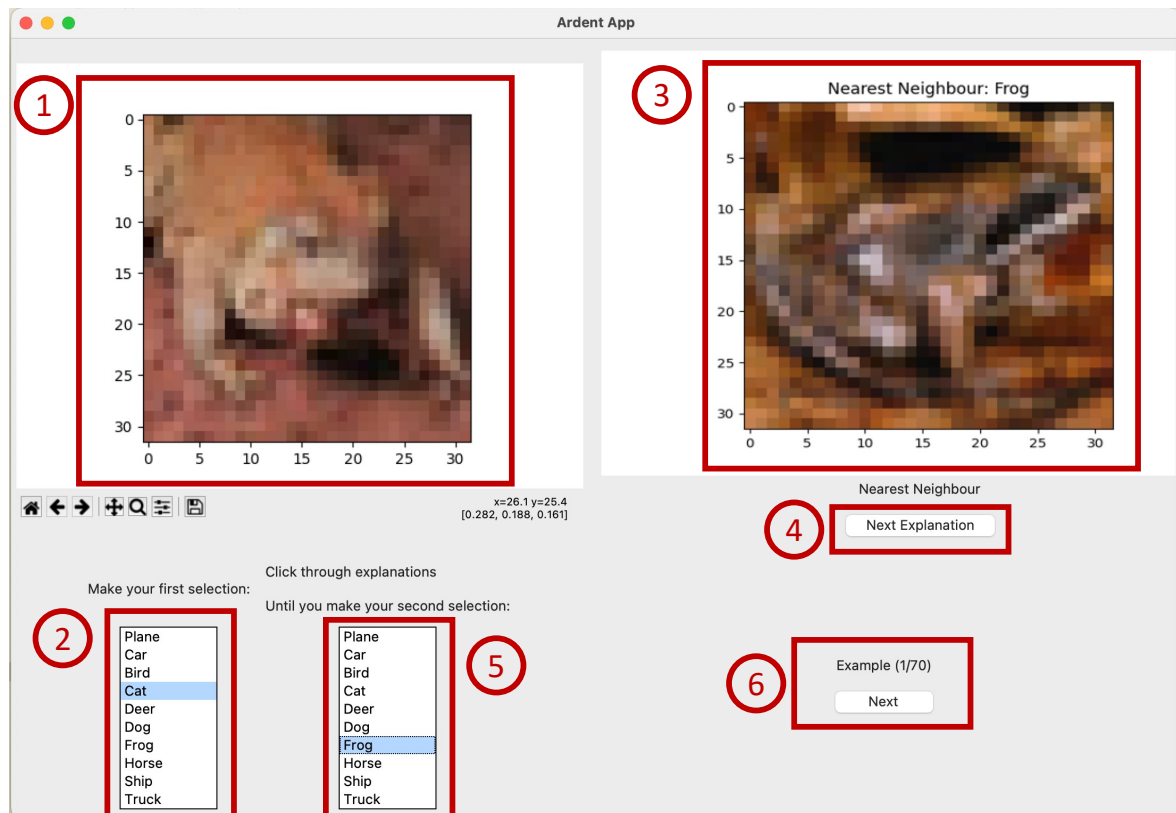 Ardent App
1
0
5
10
15
20
25
30
0 5 10 15 20 25 30
x=26.1 y=25.4
[0.282, 0.188, 0.161]
3
Nearest Neighbour: Frog
0
5
10
15
20
25
30
0 5 10 15 20 25 30
Nearest Neighbour
4
Next Explanation
Make your first selection:
2
Plane
Car
Bird
Cat
Deer
Dog
Frog
Horse
Ship
Truck
Click through explanations
Until you make your second selection:
Plane
Car
Bird
Cat
Deer
Dog
Frog
Horse
Ship
Truck
5
6
Example (1/70)
Next